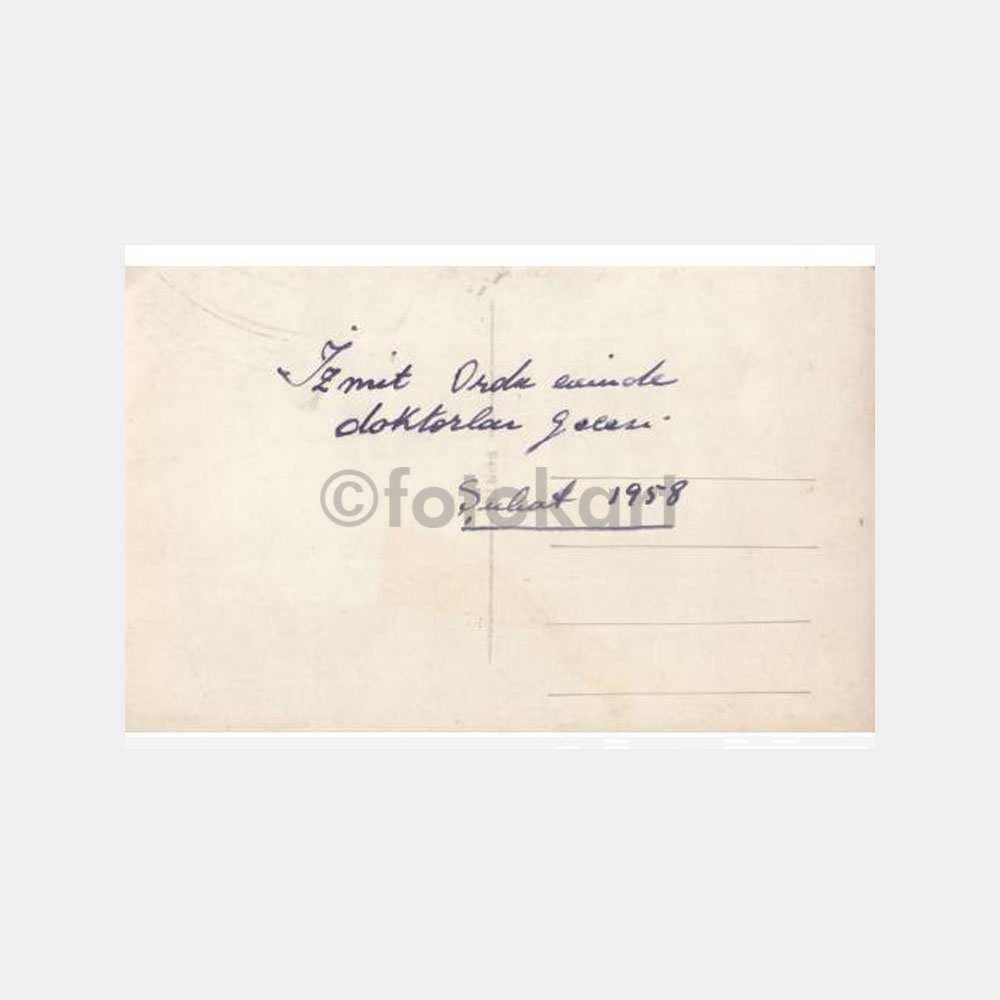 İzmit Ordu evinde
doktorlar gecesi.
©fotokart
Şubat 1958